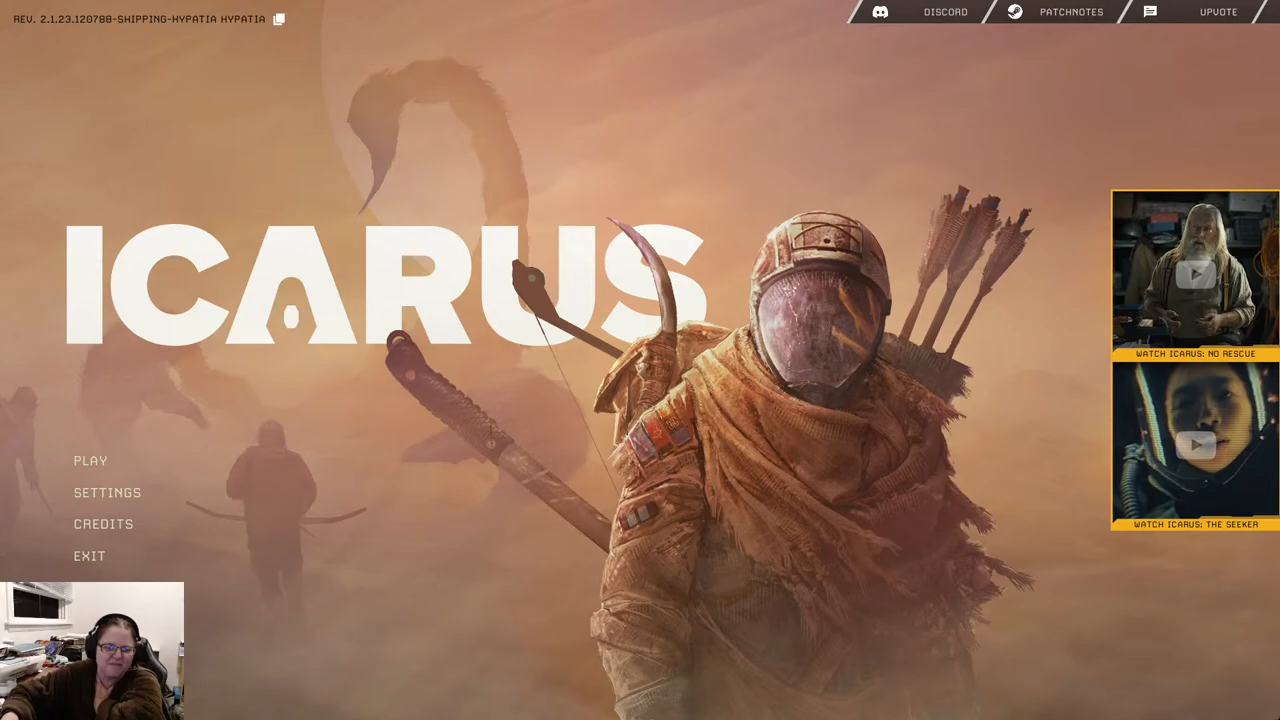 REV. 2.1.23.120788-SHIPPING-HYPATIA HYPATIA
DISCORD
PATCHNOTES
UPVOTE
ICARUS
PLAY
SETTINGS
CREDITS
EXIT
WATCH ICARUS: NO RESCUE
WATCH ICARUS: THE SEEKER